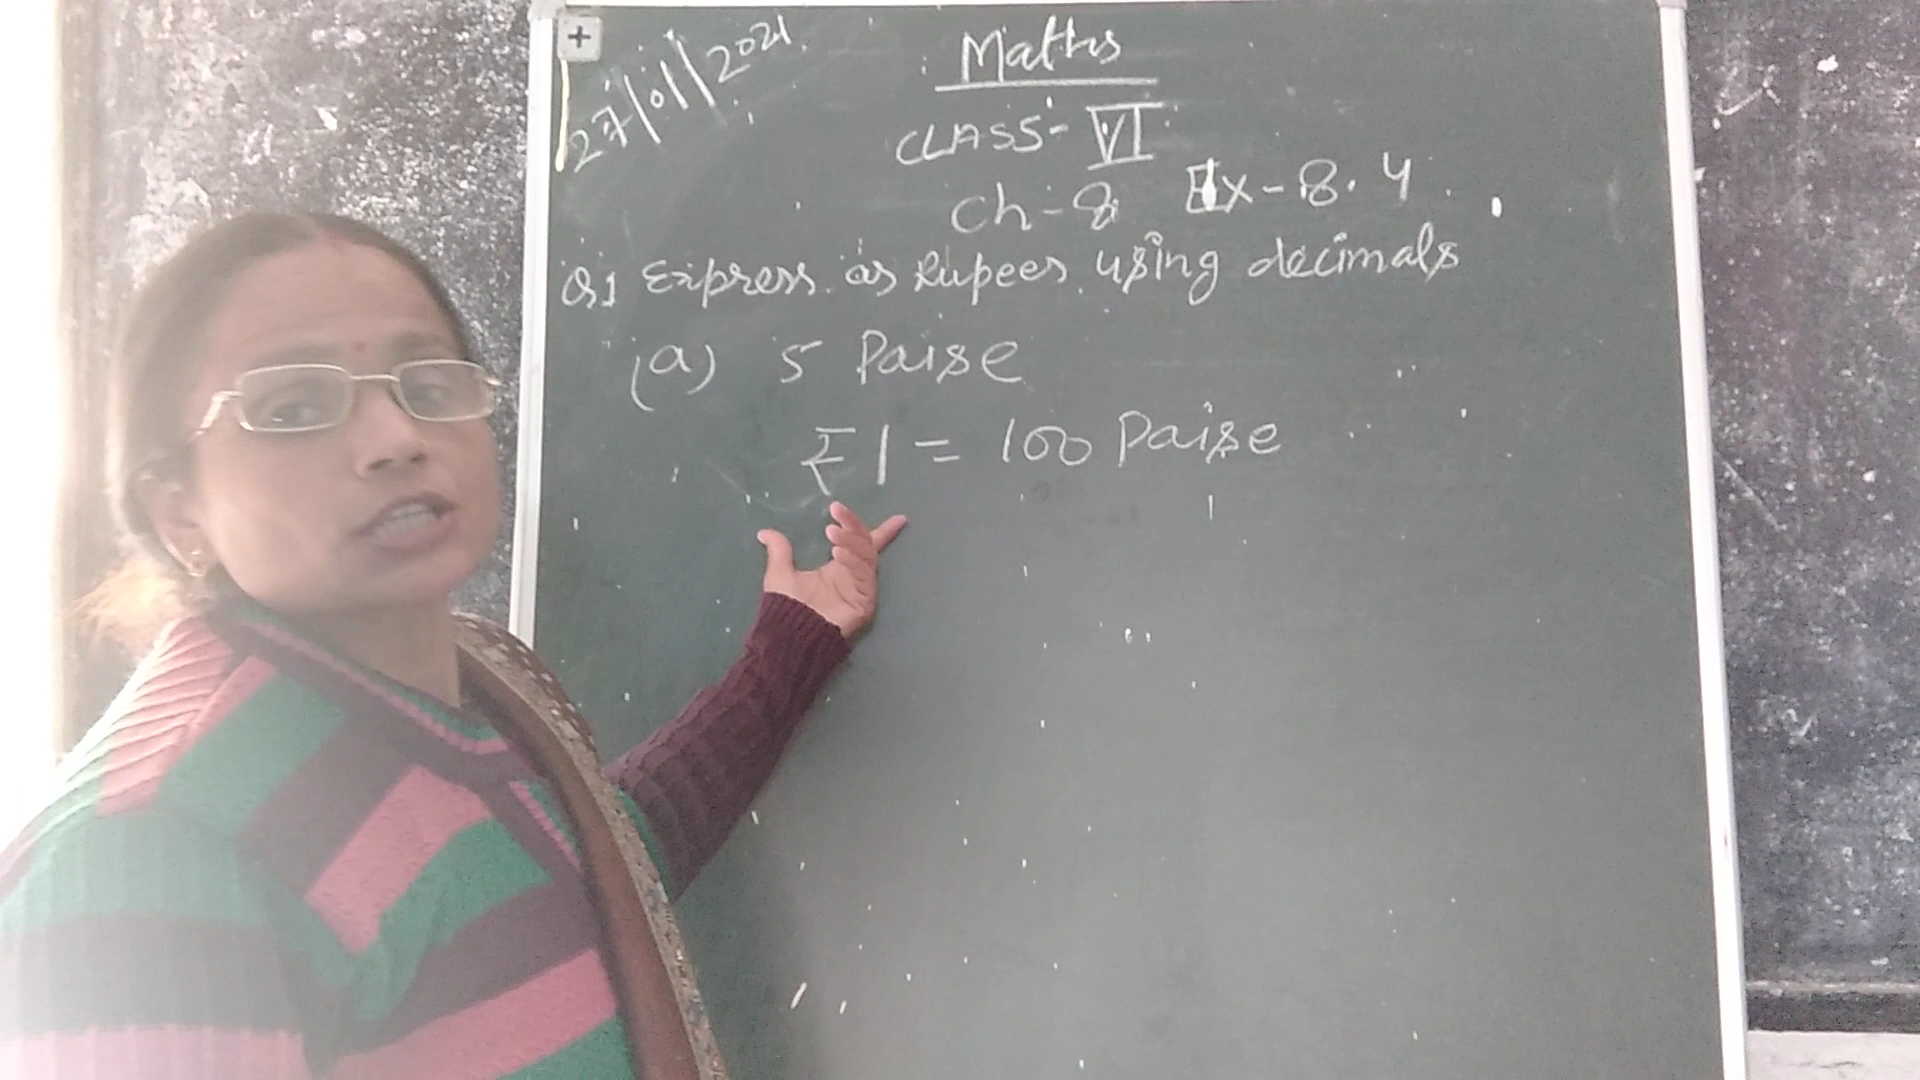 27/01/2021
Maths
CLASS- VI
Ch-8 Ex-8.4
Q1 Express as Rupees using decimals
(a) 5 Paise
₹1 = 100 Paise